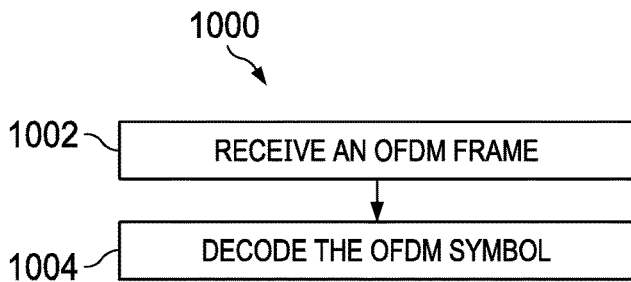 1000
1002
RECEIVE AN OFDM FRAME
1004
DECODE THE OFDM SYMBOL